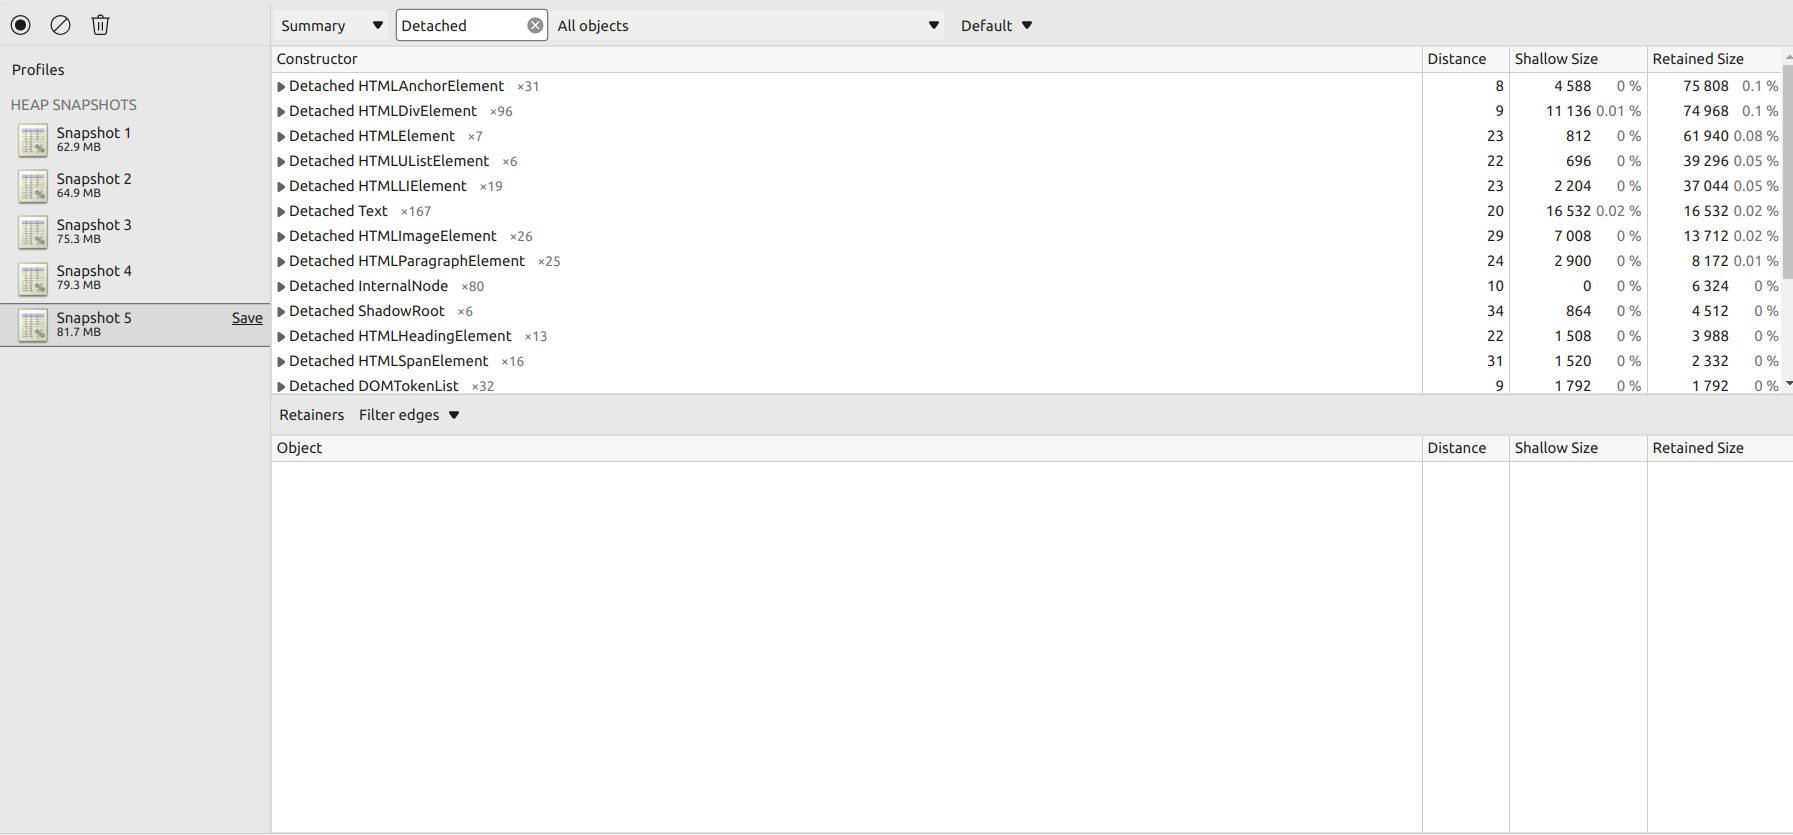 Summary Detached All objects Default
Profiles
HEAP SNAPSHOTS
Snapshot 1
62.9 MB
Snapshot 2
64.9 MB
Snapshot 3
75.3 MB
Snapshot 4
79.3 MB
Snapshot 5 Save
81.7 MB
Constructor Distance Shallow Size Retained Size
Detached HTMLAnchorElement ×31 8 4 588 0 % 75 808 0.1 %
Detached HTMLDivElement ×96 9 11 136 0.01 % 74 968 0.1 %
Detached HTMLElement ×7 23 812 0 % 61 940 0.08 %
Detached HTMLUListElement ×6 22 696 0 % 39 296 0.05 %
Detached HTMLLIElement ×19 23 2 204 0 % 37 044 0.05 %
Detached Text ×167 20 16 532 0.02 % 16 532 0.02 %
Detached HTMLImageElement ×26 29 7 008 0 % 13 712 0.02 %
Detached HTMLParagraphElement ×25 24 2 900 0 % 8 172 0.01 %
Detached InternalNode ×80 10 0 0 % 6 324 0 %
Detached ShadowRoot ×6 34 864 0 % 4 512 0 %
Detached HTMLHeadingElement ×13 22 1 508 0 % 3 988 0 %
Detached HTMLSpanElement ×16 31 1 520 0 % 2 332 0 %
Detached DOMTokenList ×32 9 1 792 0 % 1 792 0 %
Retainers Filter edges
Object Distance Shallow Size Retained Size